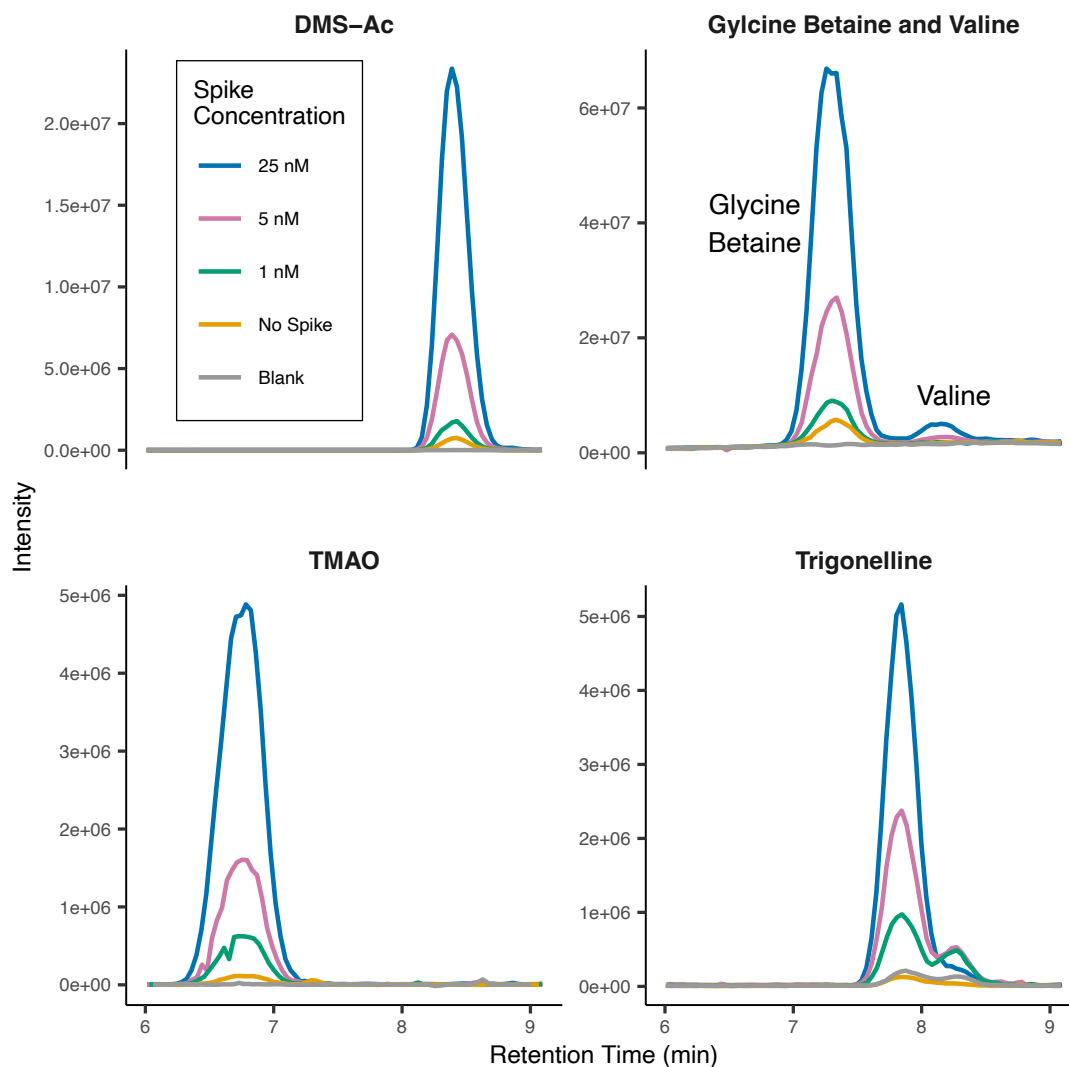 DMS−Ac
Spike
Concentration
25 nM
5 nM
1 nM
No Spike
Blank
2.0e+07
1.5e+07
1.0e+07
5.0e+06
0.0e+00
Gylcine Betaine and Valine
Glycine
Betaine
Valine
6e+07
4e+07
2e+07
0e+00
Intensity
TMAO
5e+06
4e+06
3e+06
2e+06
1e+06
0e+00
6 7 8 9
Trigonelline
5e+06
4e+06
3e+06
2e+06
1e+06
0e+00
6 7 8 9
Retention Time (min)